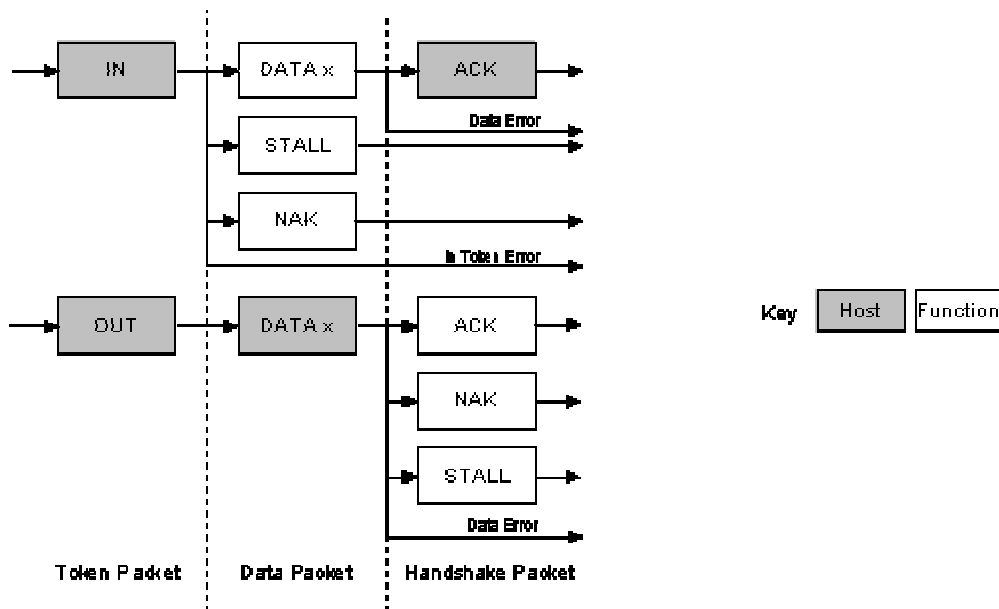 IN
DATA x
ACK
Data Error
STALL
NAK
In Token Error
OUT
DATA x
ACK
Key
Host
Function
NAK
STALL
Data Error
Token Packet
Data Packet
Handshake Packet